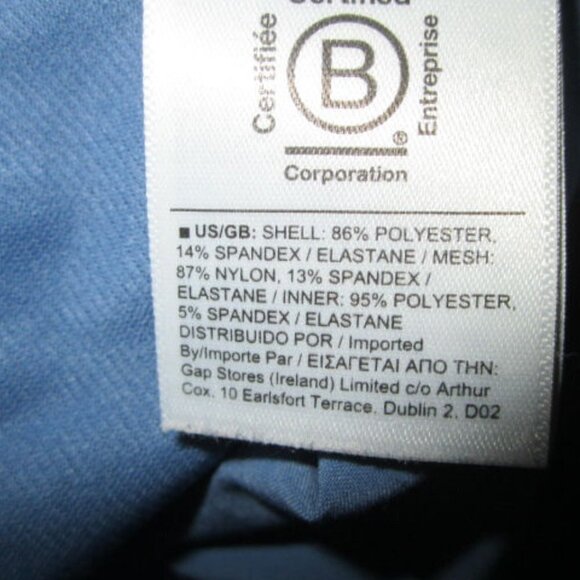 Certified
Certifiée
B
®
Entreprise
Corporation
■ US/GB: SHELL: 86% POLYESTER,
14% SPANDEX / ELASTANE / MESH:
87% NYLON, 13% SPANDEX /
ELASTANE / INNER: 95% POLYESTER,
5% SPANDEX / ELASTANE
DISTRIBUIDO POR / Imported
By/Importe Par / ΕΙΣΑΓΕΤΑΙ ΑΠΟ ΤΗΝ:
Gap Stores (Ireland) Limited c/o Arthur
Cox. 10 Earlsfort Terrace. Dublin 2. D02